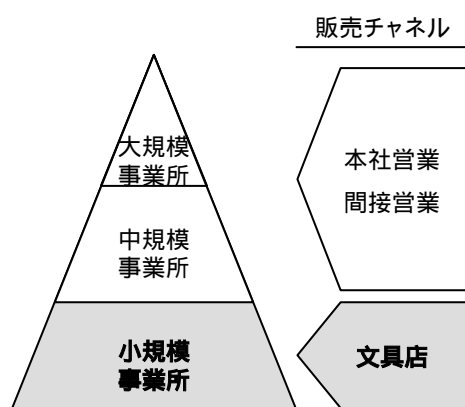 販売チャネル
大規模
事業所
本社営業
間接営業
中規模
事業所
小規模
事業所
文具店